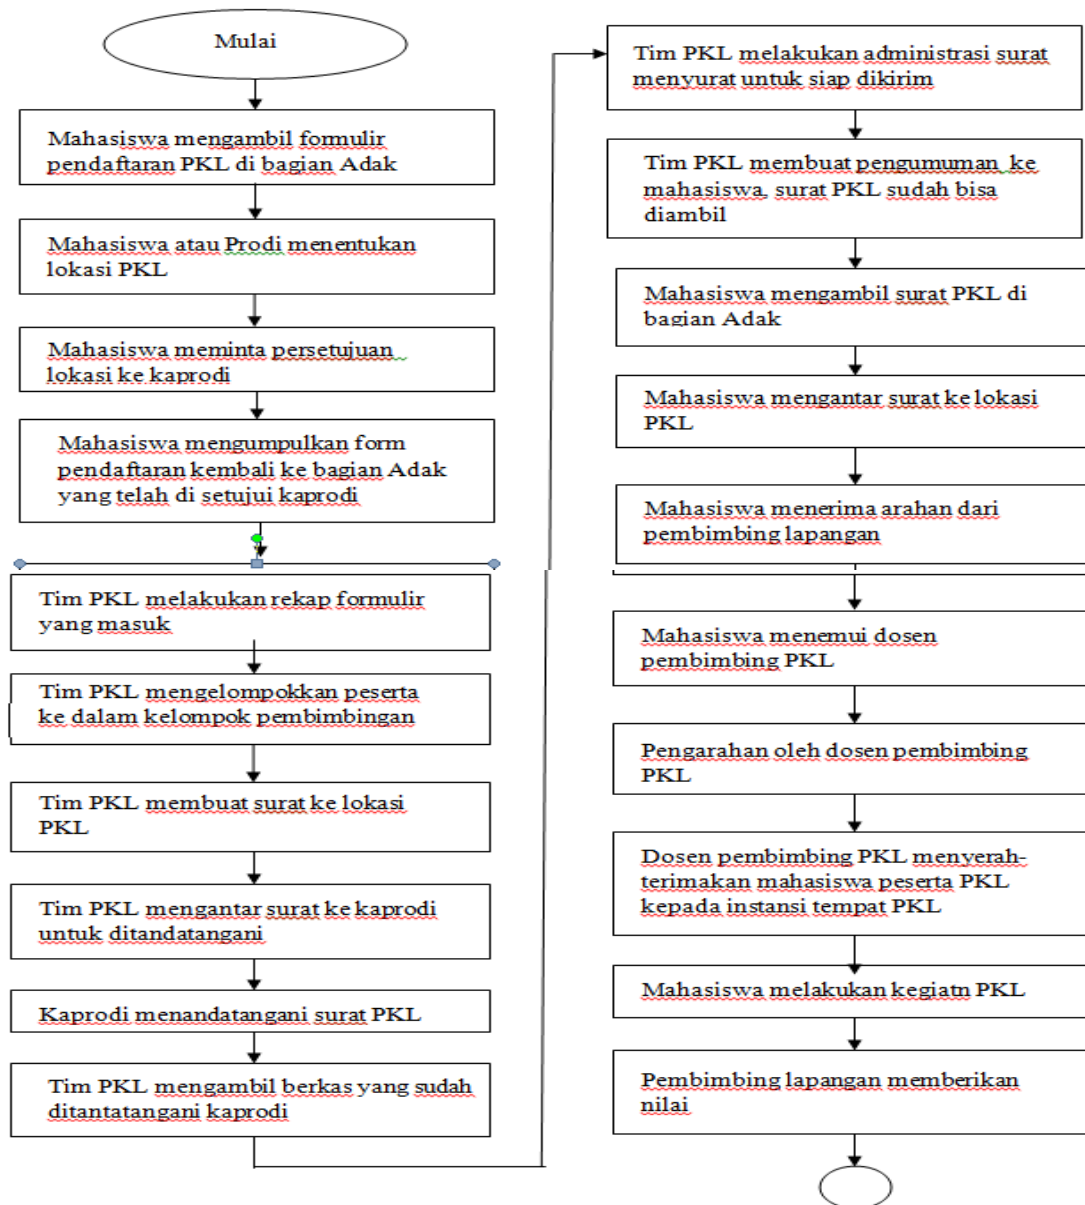 Mulai
Mahasiswa mengambil formulir
pendaftaran PKL di bagian Adak
Mahasiswa atau Prodi menentukan
lokasi PKL
Mahasiswa meminta persetujuan
lokasi ke kaprodi
Mahasiswa mengumpulkan form
pendaftaran kembali ke bagian Adak
yang telah di setujui kaprodi
Tim PKL melakukan rekap formulir
yang masuk
Tim PKL mengelompokkan peserta
ke dalam kelompok pembimbingan
Tim PKL membuat surat ke lokasi
PKL
Tim PKL mengantar surat ke kaprodi
untuk ditandatangani
Kaprodi menandatangani surat PKL
Tim PKL mengambil berkas yang sudah
ditantatangani kaprodi
Tim PKL melakukan administrasi surat
menyurat untuk siap dikirim
Tim PKL membuat pengumuman ke
mahasiswa, surat PKL sudah bisa
diambil
Mahasiswa mengambil surat PKL di
bagian Adak
Mahasiswa mengantar surat ke lokasi
PKL
Mahasiswa menerima arahan dari
pembimbing lapangan
Mahasiswa menemui dosen
pembimbing PKL
Pengarahan oleh dosen pembimbing
PKL
Dosen pembimbing PKL menyerah-
terimakan mahasiswa peserta PKL
kepada instansi tempat PKL
Mahasiswa melakukan kegiatn PKL
Pembimbing lapangan memberikan
nilai